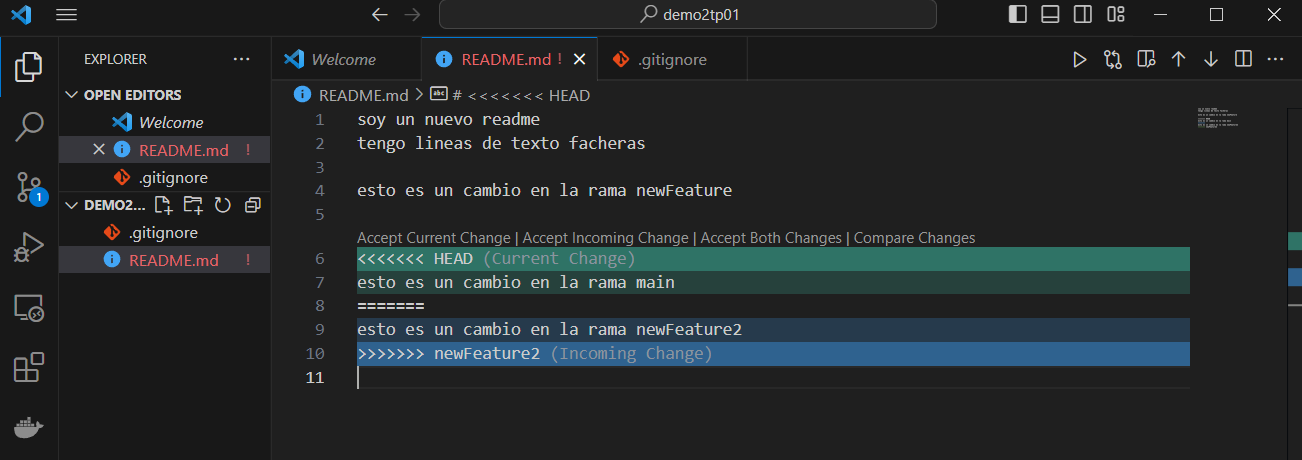 demo2tp01
EXPLORER
Welcome
README.md !
.gitignore
OPEN EDITORS
README.md > # <<<<<<< HEAD
Welcome
README.md !
.gitignore
DEMO2...
.gitignore
README.md !
1
1 soy un nuevo readme
2 tengo lineas de texto facheras
3
4 esto es un cambio en la rama newFeature
5
Accept Current Change | Accept Incoming Change | Accept Both Changes | Compare Changes
6 <<<<<<< HEAD (Current Change)
7 esto es un cambio en la rama main
8 =======
9 esto es un cambio en la rama newFeature2
10 >>>>>>> newFeature2 (Incoming Change)
11